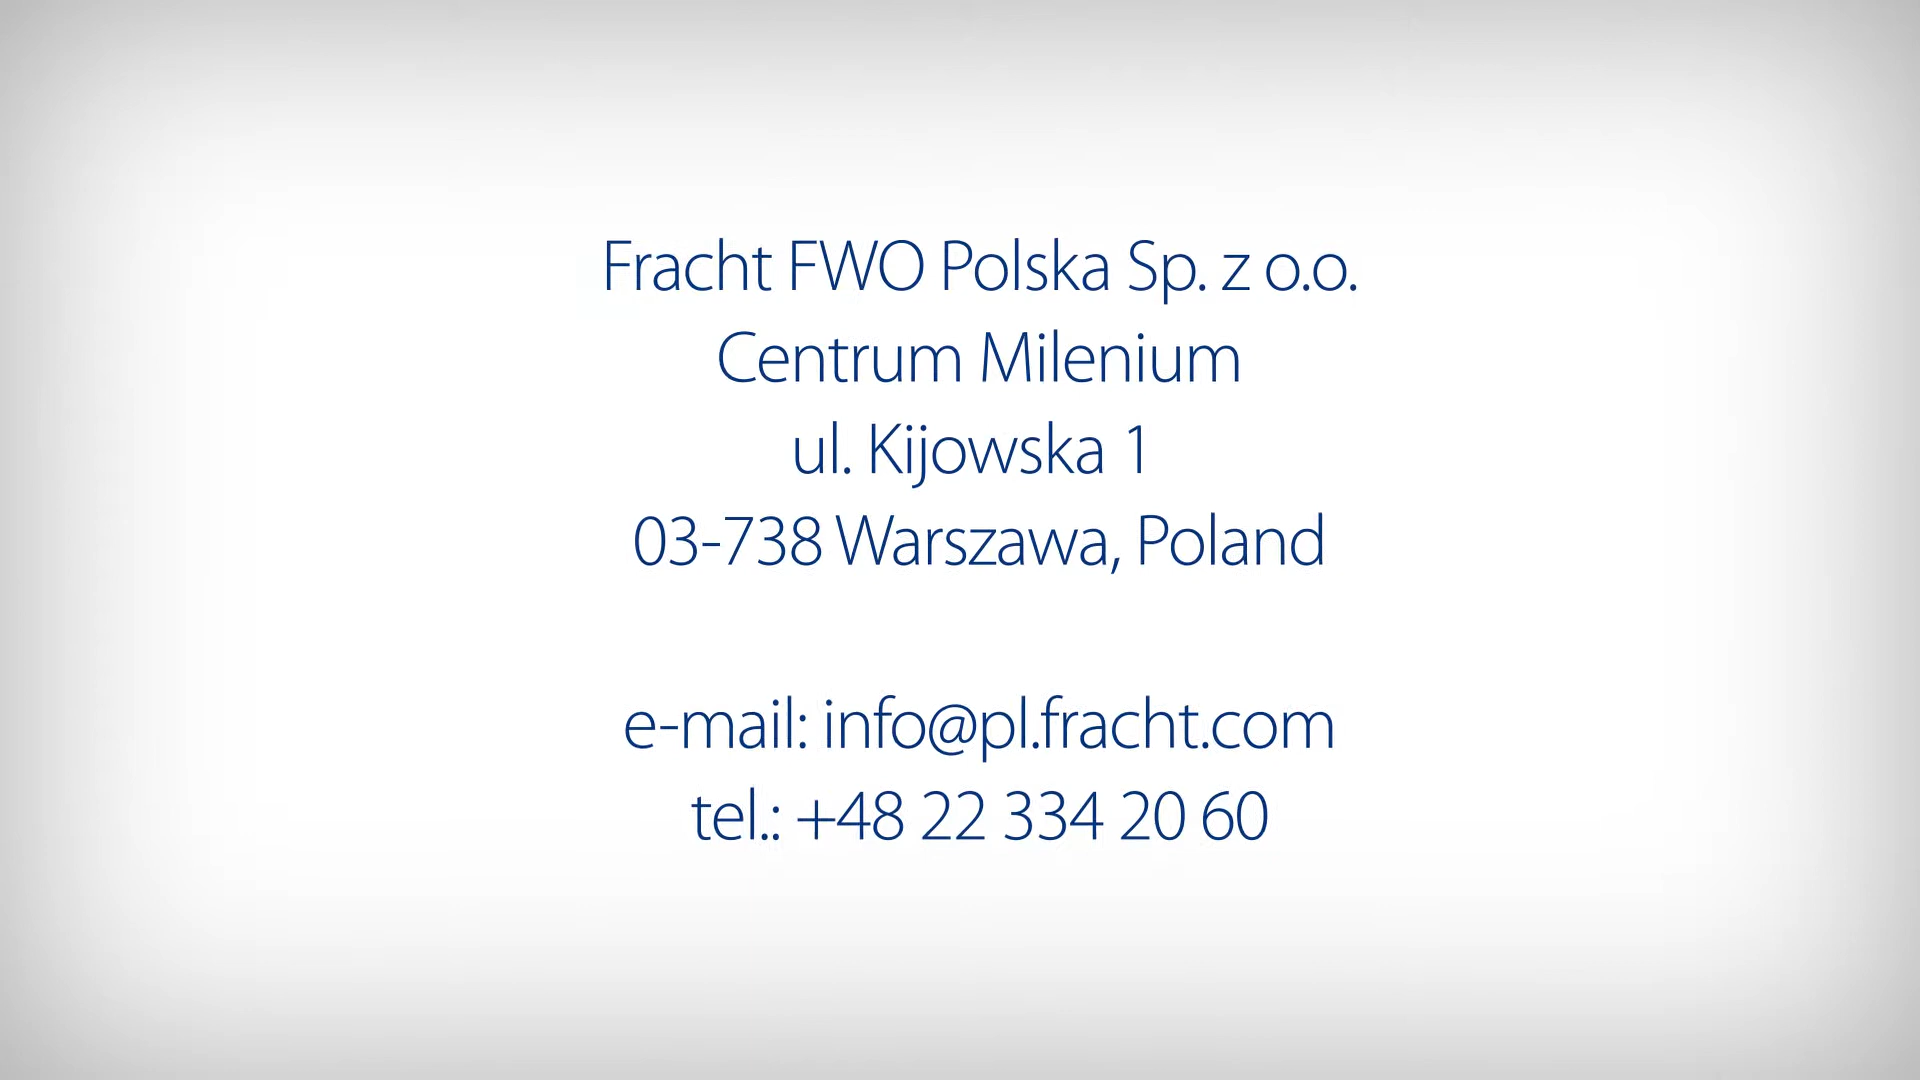 Fracht FWO Polska Sp. z o.o.
Centrum Milenium
ul. Kijowska 1
03-738 Warszawa, Poland
e-mail: info@pl.fracht.com
tel.: +48 22 334 20 60